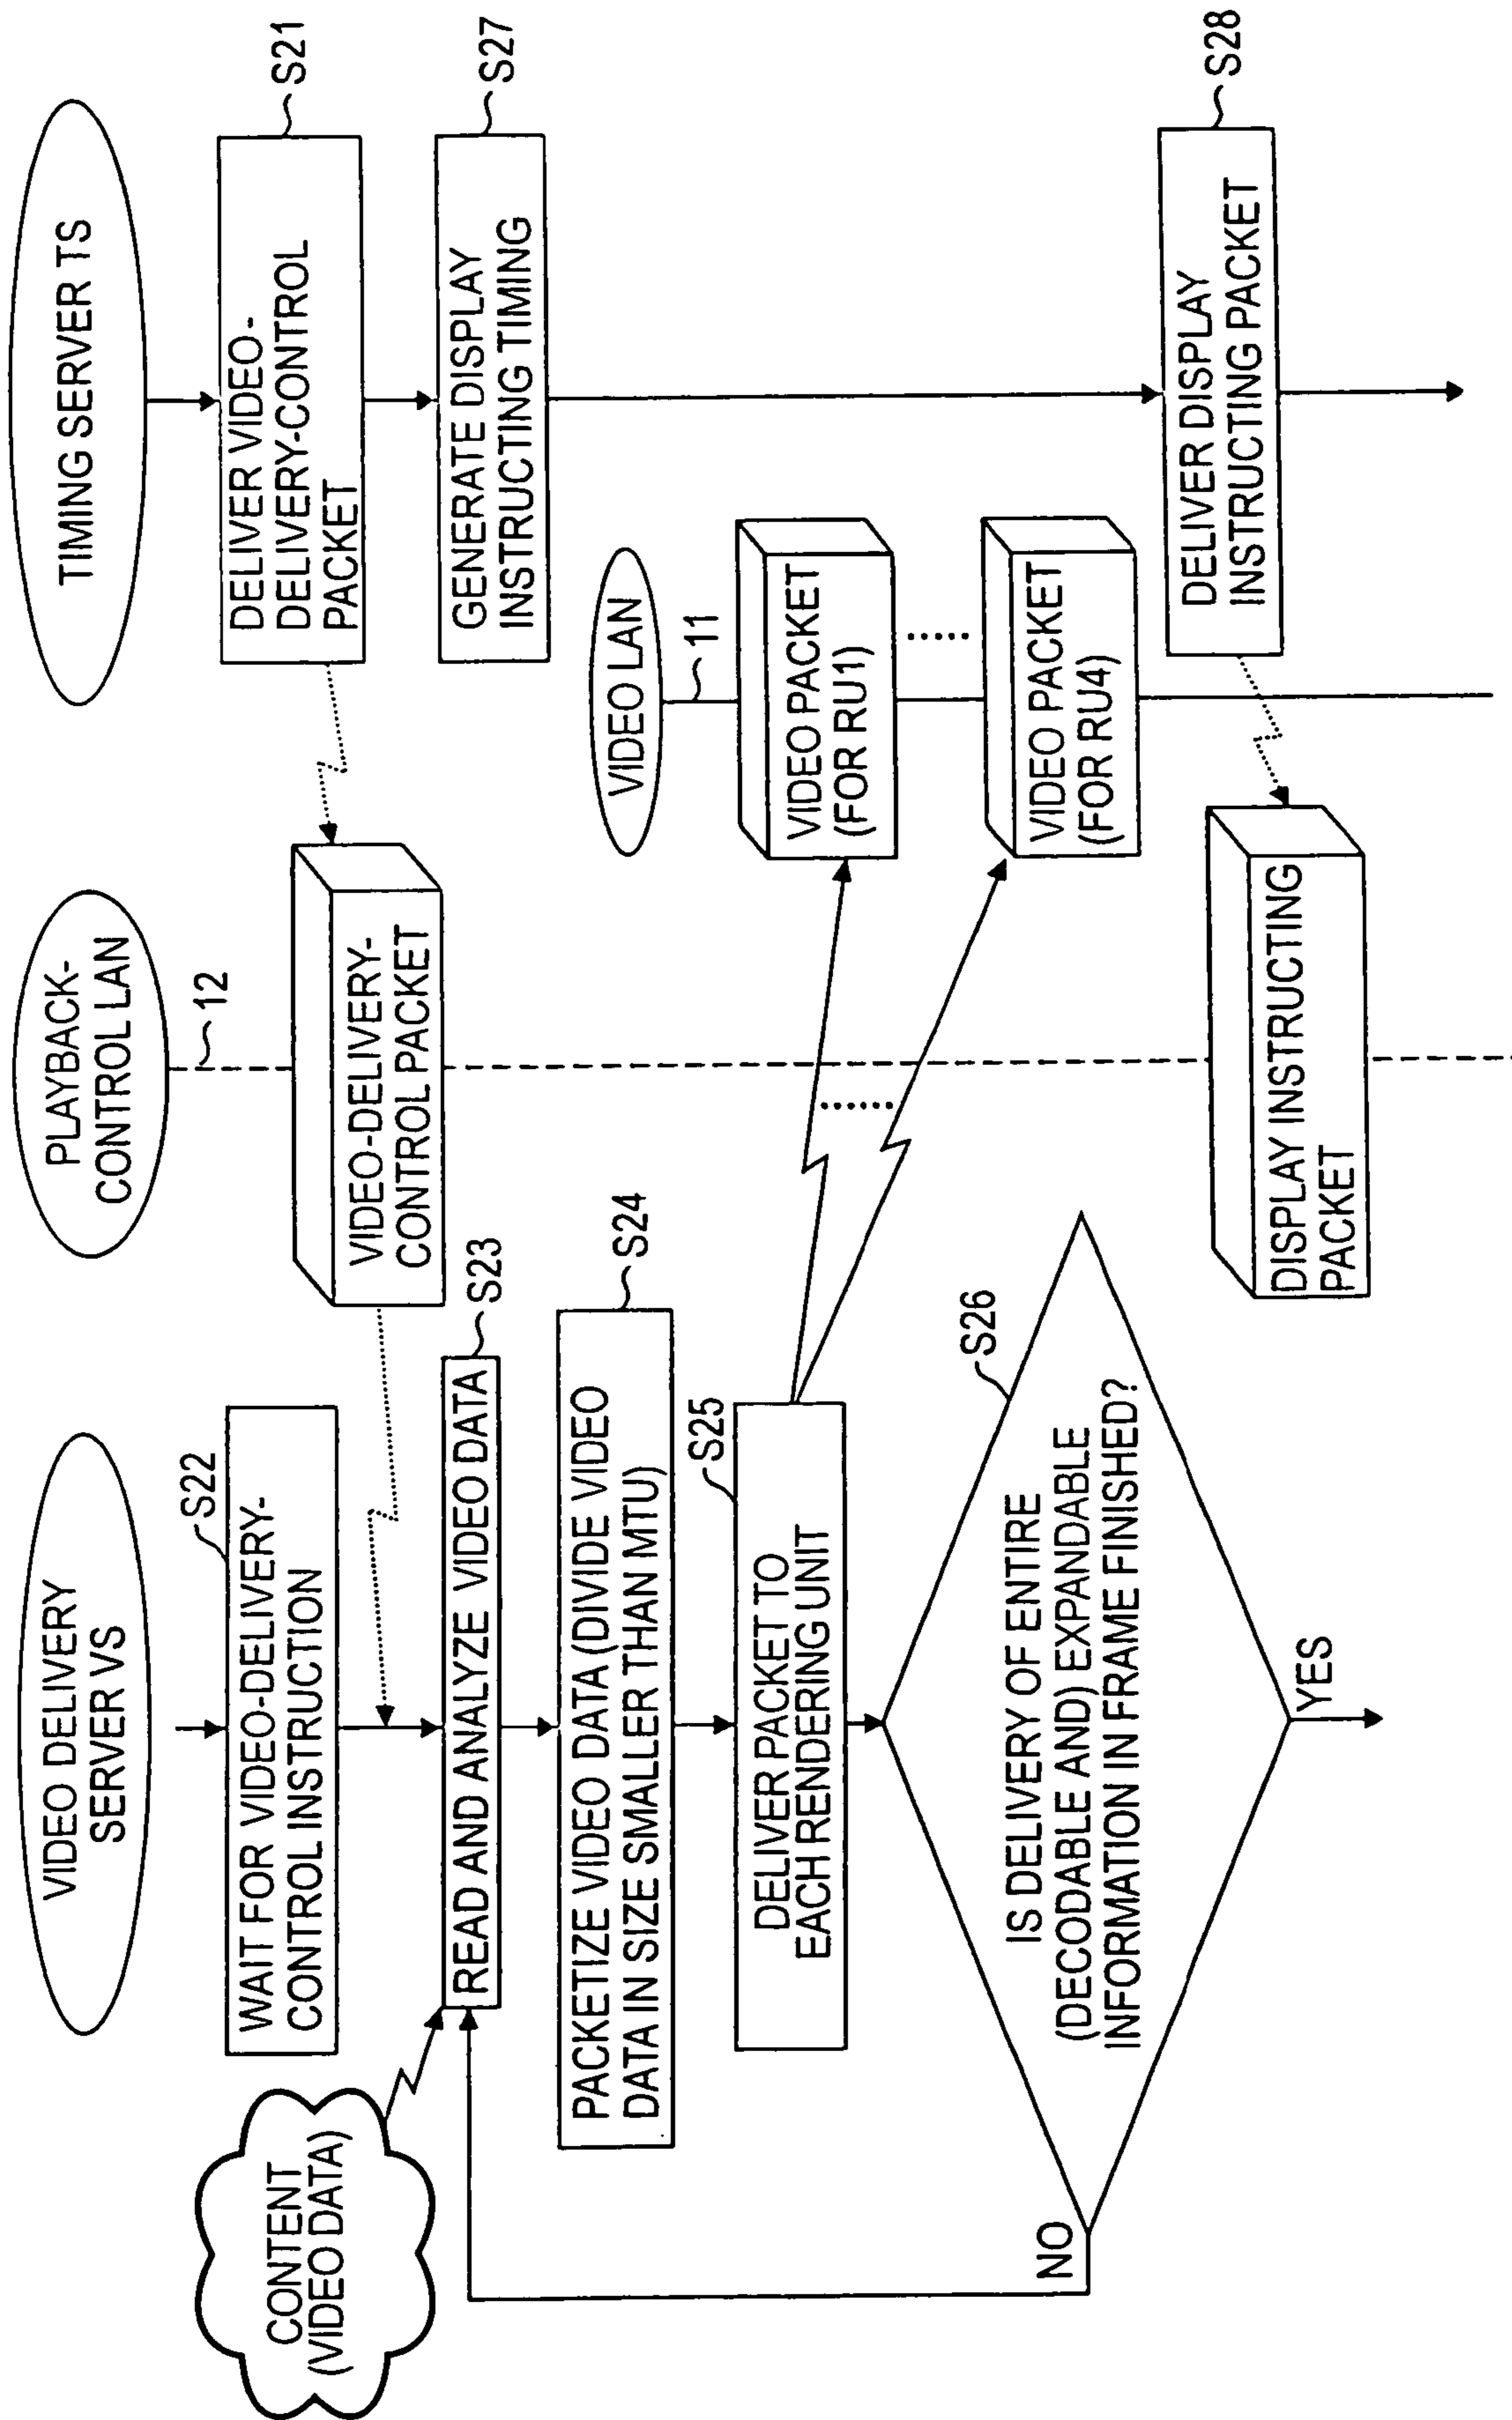 VIDEO DELIVERY
SERVER VS
PLAYBACK-
CONTROL LAN
12
TIMING SERVER TS
CONTENT
(VIDEO DATA)
WAIT FOR VIDEO-DELIVERY-
CONTROL INSTRUCTION
S22
VIDEO-DELIVERY-
CONTROL PACKET
DELIVER VIDEO-
DELIVERY-CONTROL
PACKET
S21
READ AND ANALYZE VIDEO DATA
S23
GENERATE DISPLAY
INSTRUCTING TIMING
S27
PACKETIZE VIDEO DATA (DIVIDE VIDEO
DATA IN SIZE SMALLER THAN MTU)
S24
VIDEO LAN
11
DELIVER PACKET TO
EACH RENDERING UNIT
S25
VIDEO PACKET
(FOR RU1)
VIDEO PACKET
(FOR RU4)
IS DELIVERY OF ENTIRE
(DECODABLE AND) EXPANDABLE
INFORMATION IN FRAME FINISHED?
S26
NO
YES
DISPLAY INSTRUCTING
PACKET
DELIVER DISPLAY
INSTRUCTING PACKET
S28